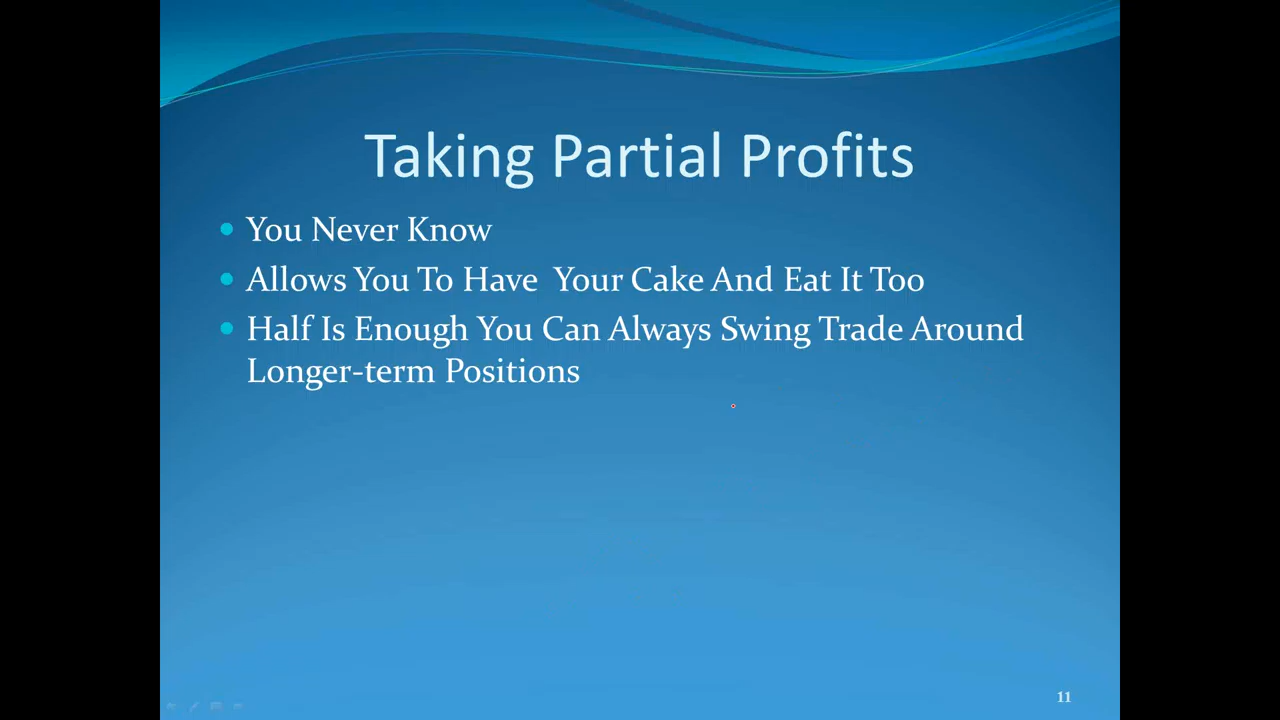 Taking Partial Profits
You Never Know
Allows You To Have  Your Cake And Eat It Too
Half Is Enough You Can Always Swing Trade Around
Longer-term Positions
11